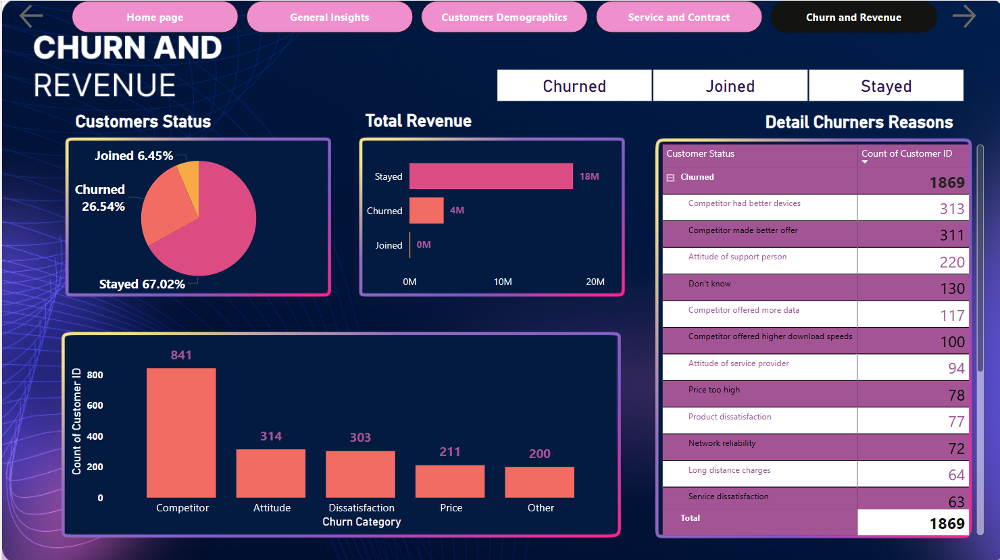 Home page
General Insights
Customers Demographics
Service and Contract
Churn and Revenue
CHURN AND
REVENUE
Churned
Joined
Stayed
Customers Status
Joined 6.45%
Churned
26.54%
Stayed 67.02%
Total Revenue
Stayed 18M
Churned 4M
Joined 0M
0M 10M 20M
Detail Churners Reasons
Customer Status Count of Customer ID
Churned 1869
Competitor had better devices 313
Competitor made better offer 311
Attitude of support person 220
Don't know 130
Competitor offered more data 117
Competitor offered higher download speeds 100
Attitude of service provider 94
Price too high 78
Product dissatisfaction 77
Network reliability 72
Long distance charges 64
Service dissatisfaction 63
Total 1869
Count of Customer ID
800
600
400
200
0
841
314
303
211
200
Competitor
Attitude
Dissatisfaction
Price
Other
Churn Category